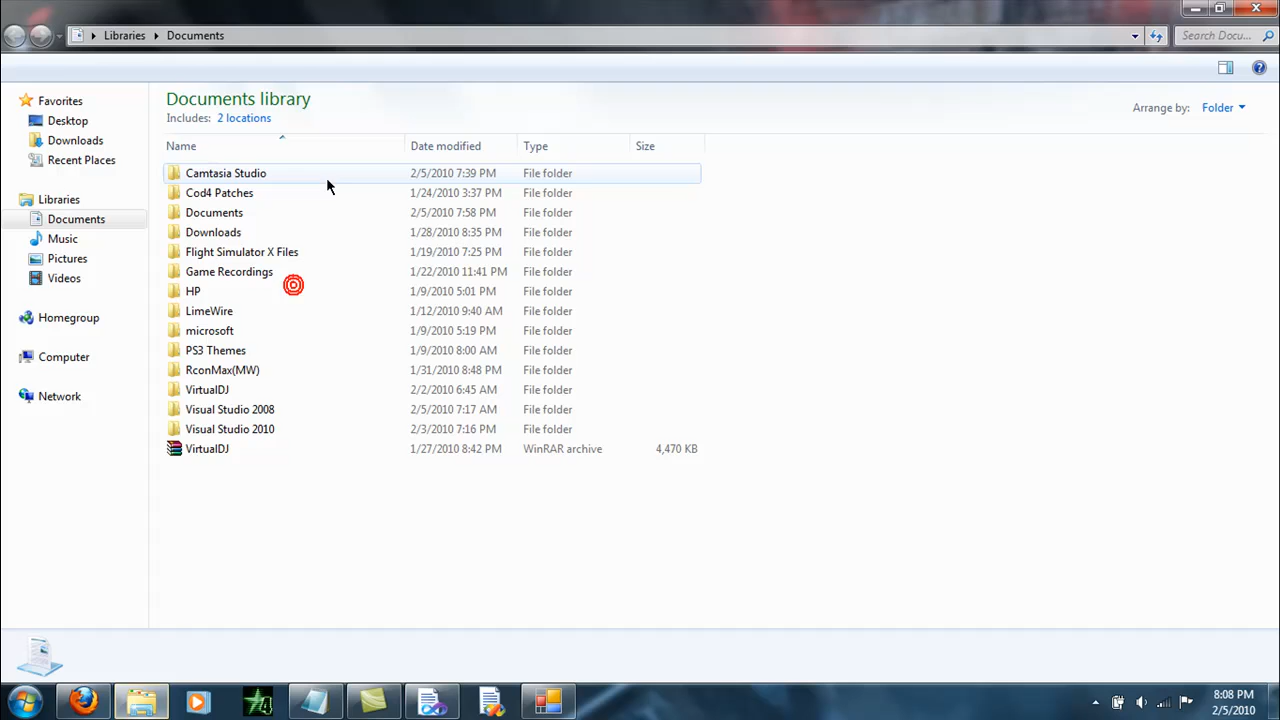 Libraries Documents Search Docu...
Documents library
Includes: 2 locations
Arrange by: Folder
Favorites
Desktop
Downloads
Recent Places
Libraries
Documents
Music
Pictures
Videos
Homegroup
Computer
Network
Name Date modified Type Size
Camtasia Studio 2/5/2010 7:39 PM File folder
Cod4 Patches 1/24/2010 3:37 PM File folder
Documents 2/5/2010 7:58 PM File folder
Downloads 1/28/2010 8:35 PM File folder
Flight Simulator X Files 1/19/2010 7:25 PM File folder
Game Recordings 1/22/2010 11:41 PM File folder
HP 1/9/2010 5:01 PM File folder
LimeWire 1/12/2010 9:40 AM File folder
microsoft 1/9/2010 5:19 PM File folder
PS3 Themes 1/9/2010 8:00 AM File folder
RconMax(MW) 1/31/2010 8:48 PM File folder
VirtualDJ 2/2/2010 6:45 AM File folder
Visual Studio 2008 2/5/2010 7:17 AM File folder
Visual Studio 2010 2/3/2010 7:16 PM File folder
VirtualDJ 1/27/2010 8:42 PM WinRAR archive 4,470 KB
8:08 PM
2/5/2010